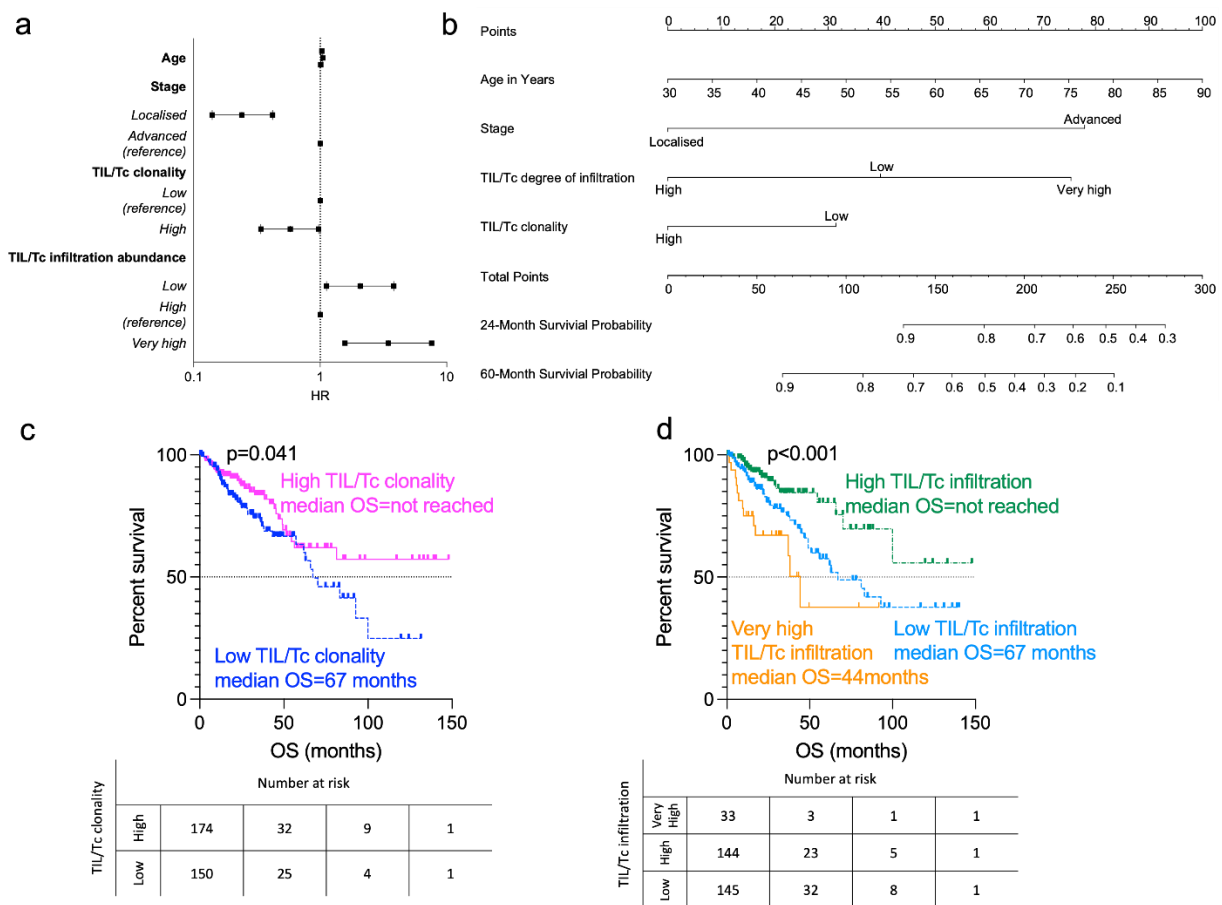 a
Age
Stage
Localised
Advanced
(reference)
TIL/Tc clonality
Low
(reference)
High
TIL/Tc infiltration abundance
Low
High
(reference)
Very high
0.1 1 10
HR
b
Points
0 10 20 30 40 50 60 70 80 90 100
Age in Years
30 35 40 45 50 55 60 65 70 75 80 85 90
Stage
Advanced
Localised
TIL/Tc degree of infiltration
Low
High Very high
TIL/Tc clonality
Low
High
Total Points
0 50 100 150 200 250 300
24-Month Survivial Probability
0.9 0.8 0.7 0.6 0.5 0.4 0.3
60-Month Survivial Probability
0.9 0.8 0.7 0.6 0.5 0.4 0.3 0.2 0.1
c
p=0.041
High TIL/Tc clonality
median OS=not reached
Low TIL/Tc clonality
median OS=67 months
Percent survival
100
50
0
0 50 100 150
OS (months)
Number at risk
TIL/Tc clonality
High 174 32 9 1
Low 150 25 4 1
d
p<0.001
High TIL/Tc infiltration
median OS=not reached
Very high
TIL/Tc infiltration
median OS=44months
Low TIL/Tc infiltration
median OS=67 months
Percent survival
100
50
0
0 50 100 150
OS (months)
Number at risk
TIL/Tc infiltration
Very High 33 3 1 1
High 144 23 5 1
Low 145 32 8 1